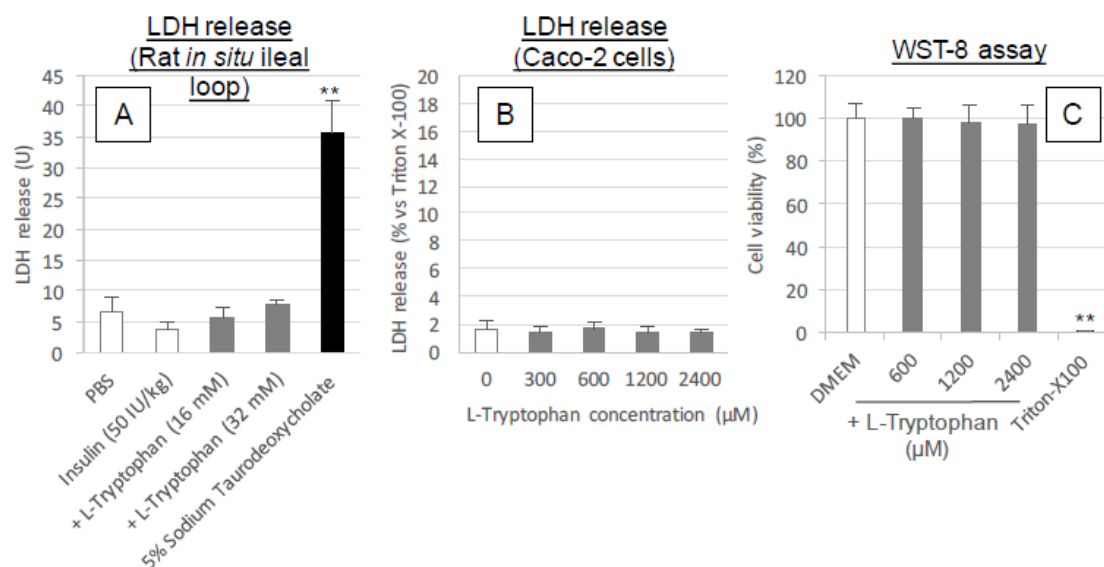 LDH release
(Rat in situ ileal
loop)
A
**
LDH release (U)
45
40
35
30
25
20
15
10
5
0
PBS
Insulin (50 IU/kg)
+ L-Tryptophan (16 mM)
+ L-Tryptophan (32 mM)
5% Sodium Taurodeoxycholate
LDH release
(Caco-2 cells)
B
LDH release (% vs Triton X-100)
20
18
16
14
12
10
8
6
4
2
0
0 300 600 1200 2400
L-Tryptophan concentration (µM)
WST-8 assay
C
Cell viability (%)
120
100
80
60
40
20
0
**
DMEM
600
1200
2400
Triton-X100
+ L-Tryptophan
(µM)